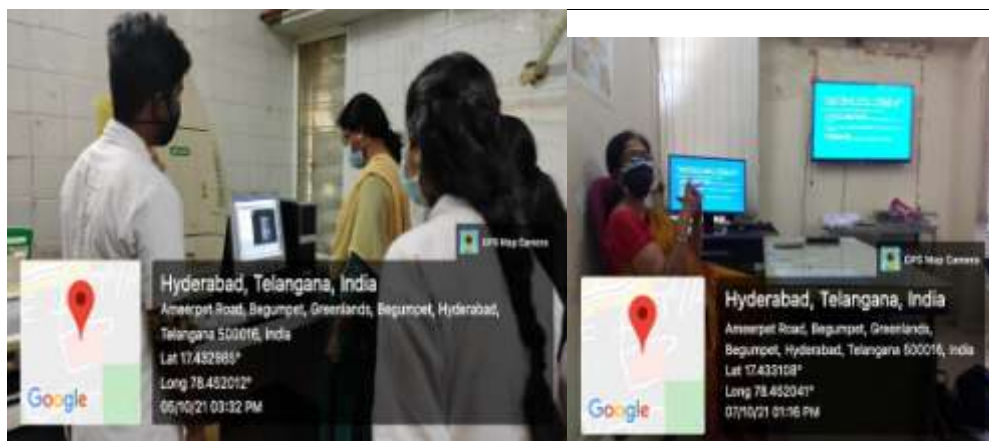 GPS Map Camera
Hyderabad, Telangana, India
Ameerpet Road, Begumpet, Greenlands, Begumpet, Hyderabad,
Telangana 500016, India
Lat 17.432985°
Long 78.452012°
05/10/21 03:32 PM
Google
GPS Map Camera
Hyderabad, Telangana, India
Ameerpet Road, Begumpet, Greenlands,
Begumpet, Hyderabad, Telangana 500016, India
Lat 17.433108°
Long 78.452041°
07/10/21 01:16 PM
Google